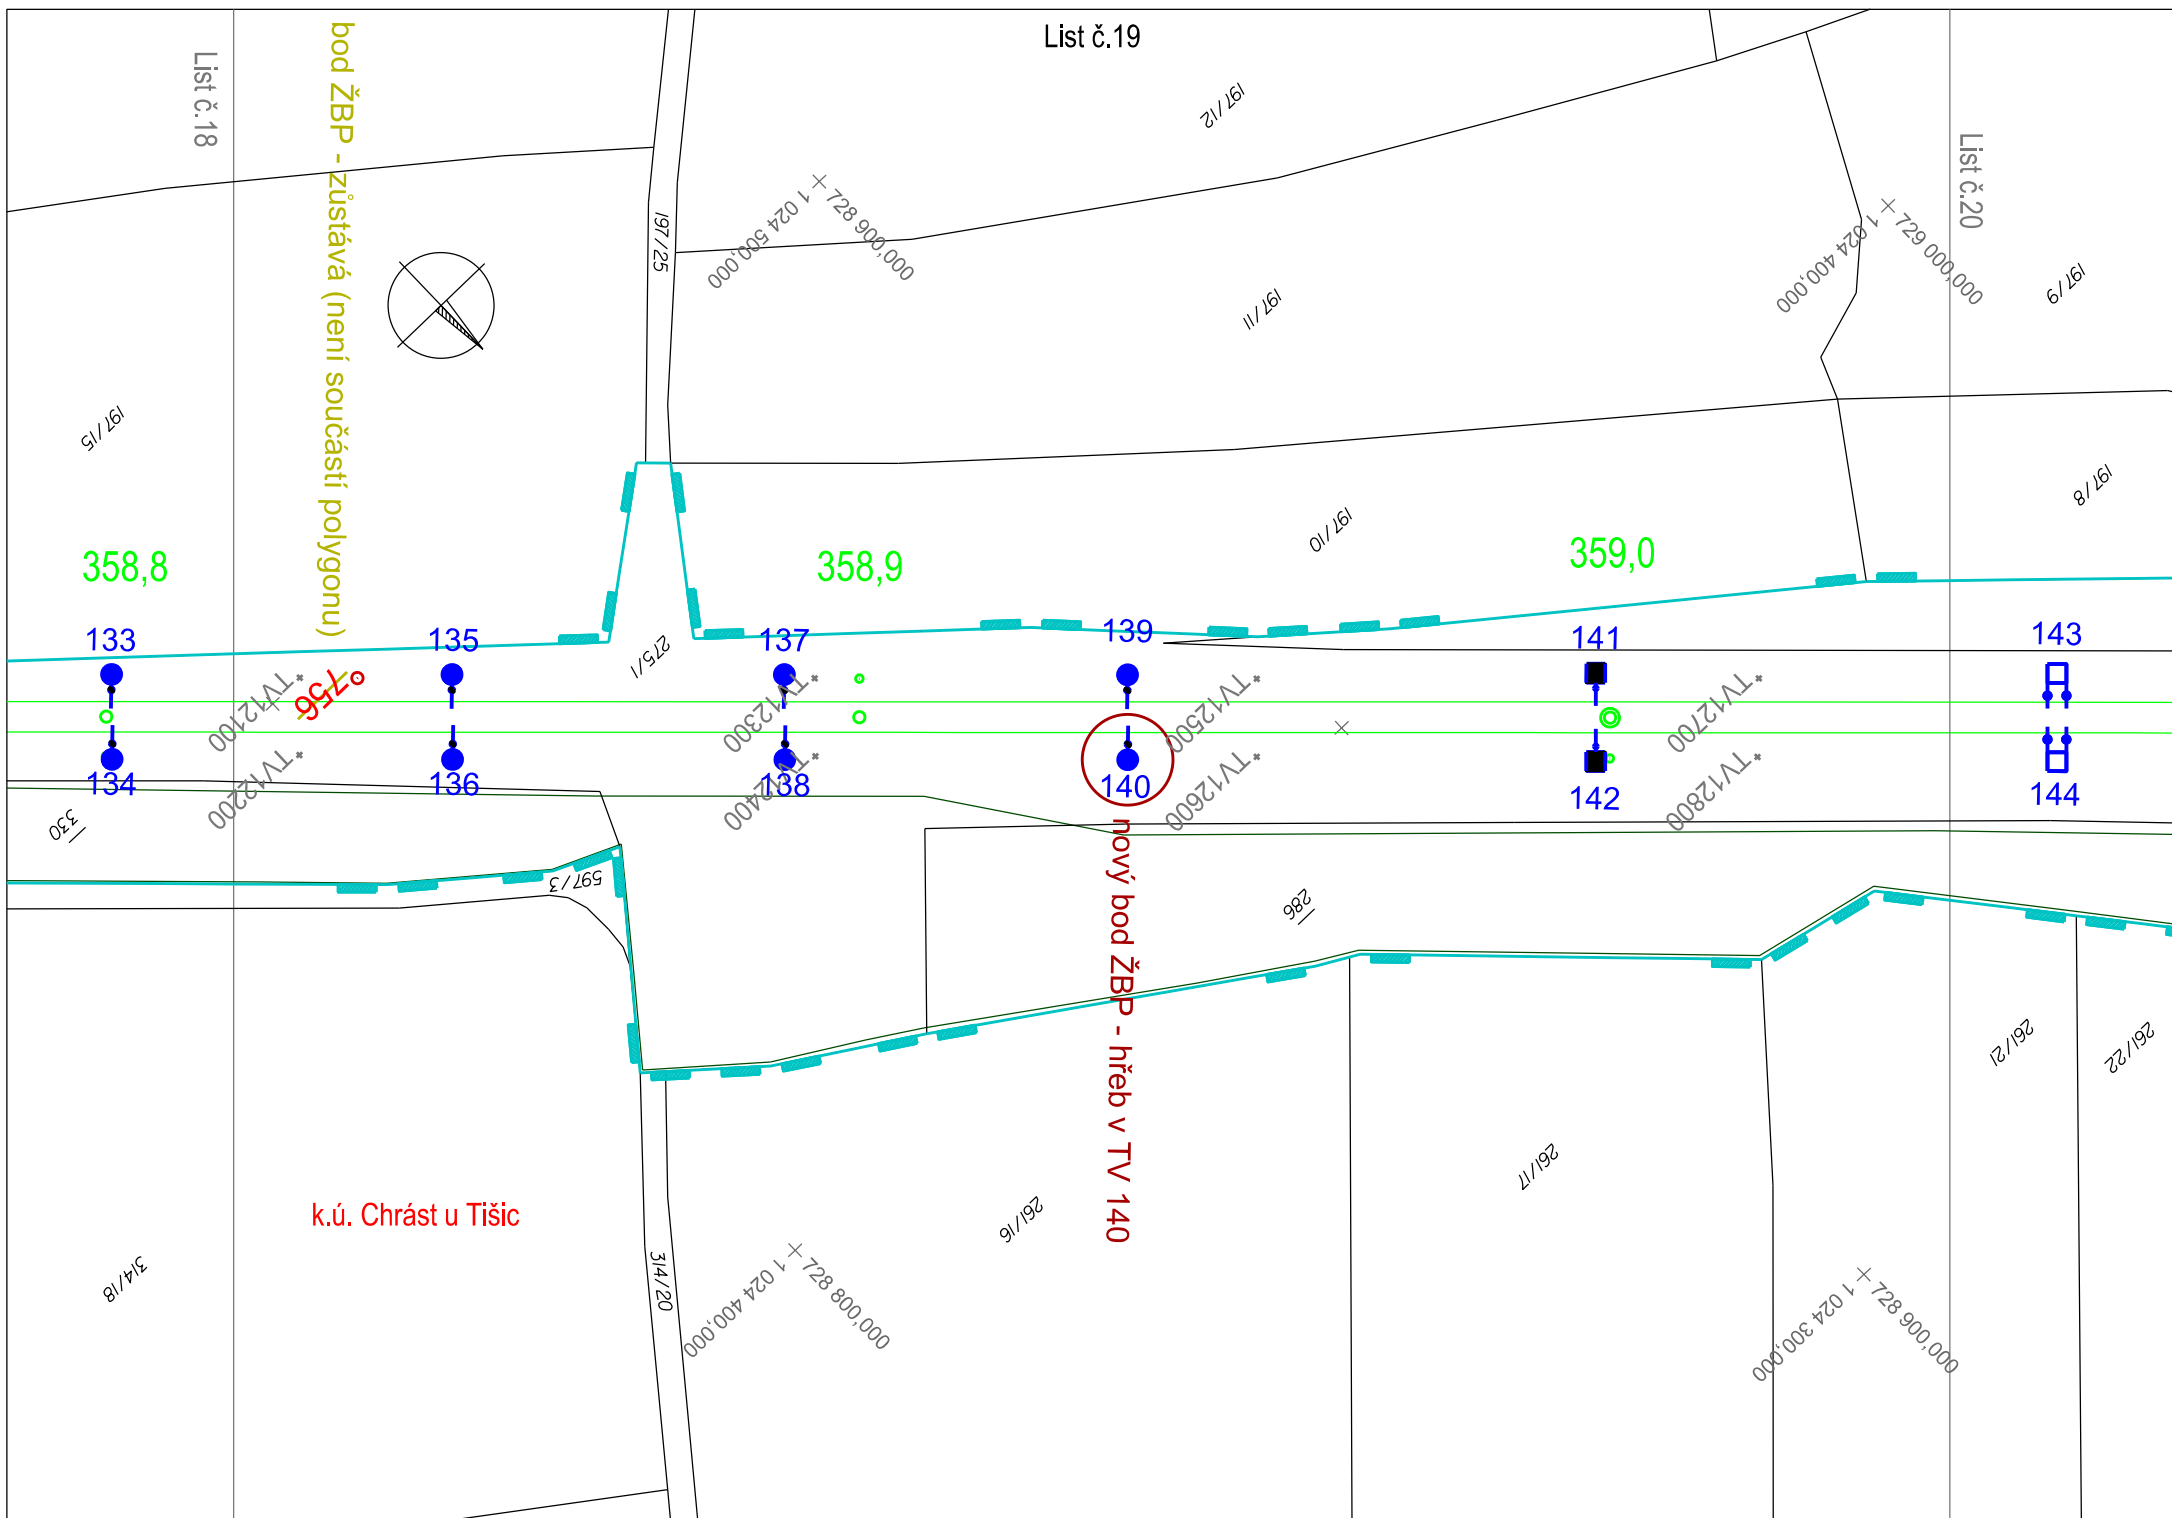 List č.19
List č.18
bod ŽBP - zůstává (není součástí polygonu)
List č.20
197/12
197/25
728 900,000
1 024 500,000
729 000,000
1 024 400,000
197/9
197/11
197/15
197/8
197/10
358,8
358,9
359,0
133
135
137
139
141
143
275/1
756
TV12100
TV12300
TV12500
TV12700
134
136
138
140
142
144
TV12200
TV12400
TV12600
TV12800
330
597/3
286
nový bod ŽBP - hřeb v TV 140
261/21
261/22
261/17
261/16
k.ú. Chrást u Tišic
314/18
314/20
728 800,000
1 024 400,000
728 900,000
1 024 300,000